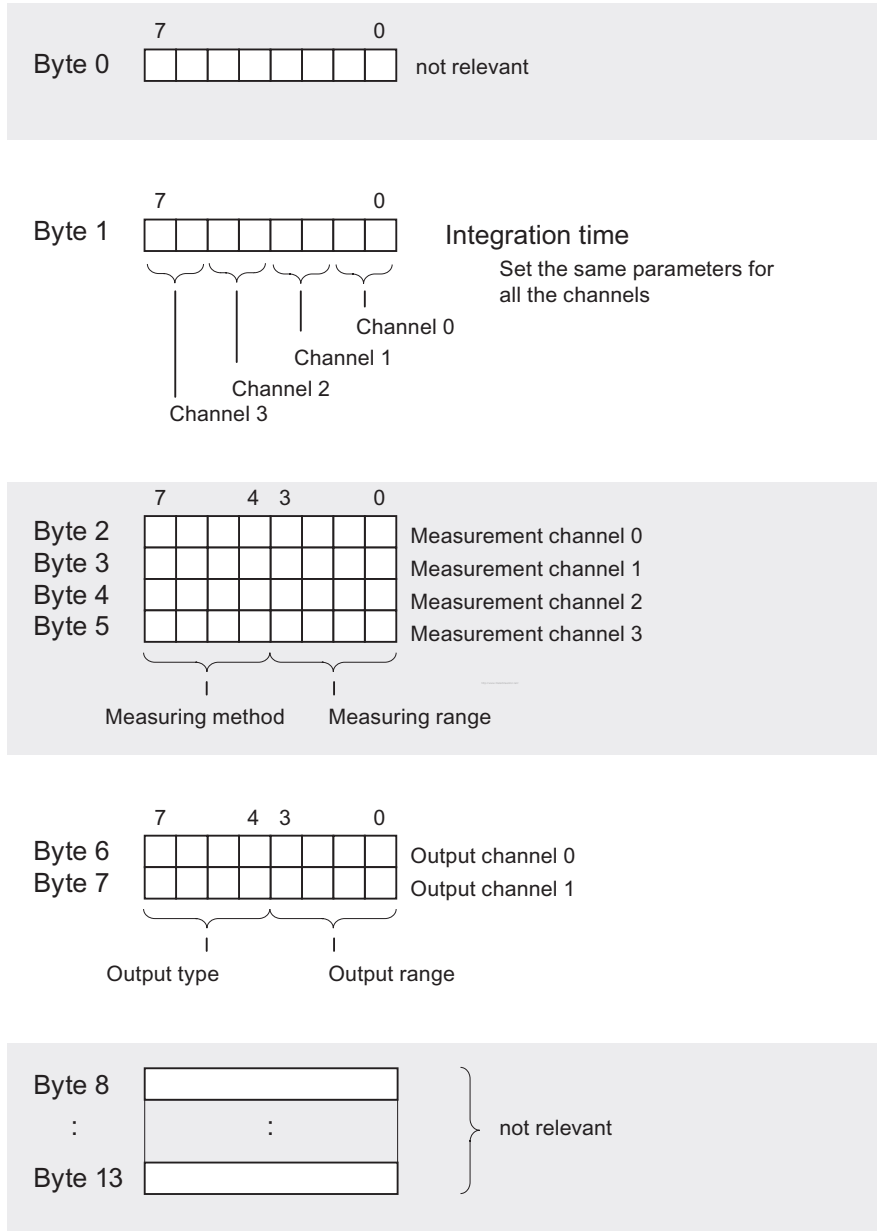 7 0
Byte 0 not relevant
7 0
Byte 1 Integration time
Set the same parameters for
all the channels
Channel 0
Channel 1
Channel 2
Channel 3
7 4 3 0
Byte 2 Measurement channel 0
Byte 3 Measurement channel 1
Byte 4 Measurement channel 2
Byte 5 Measurement channel 3
Measuring method Measuring range
7 4 3 0
Byte 6 Output channel 0
Byte 7 Output channel 1
Output type Output range
Byte 8
: : not relevant
Byte 13